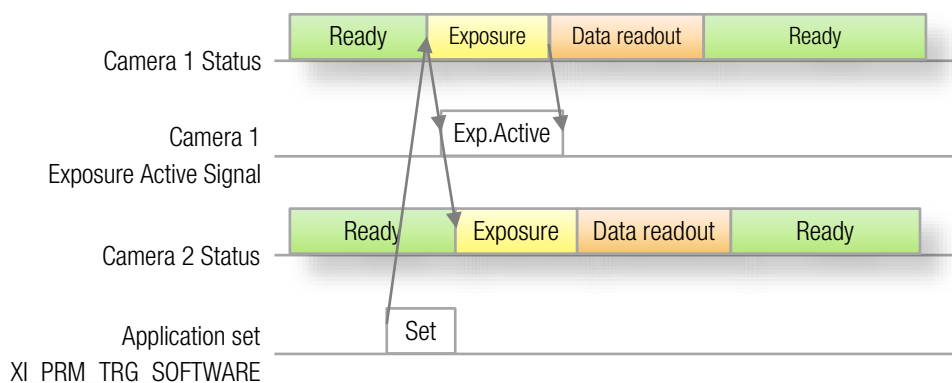 Ready Exposure Data readout Ready
Camera 1 Status
Exp.Active
Camera 1
Exposure Active Signal
Ready Exposure Data readout Ready
Camera 2 Status
Set
Application set
XI PRM TRG SOFTWARE